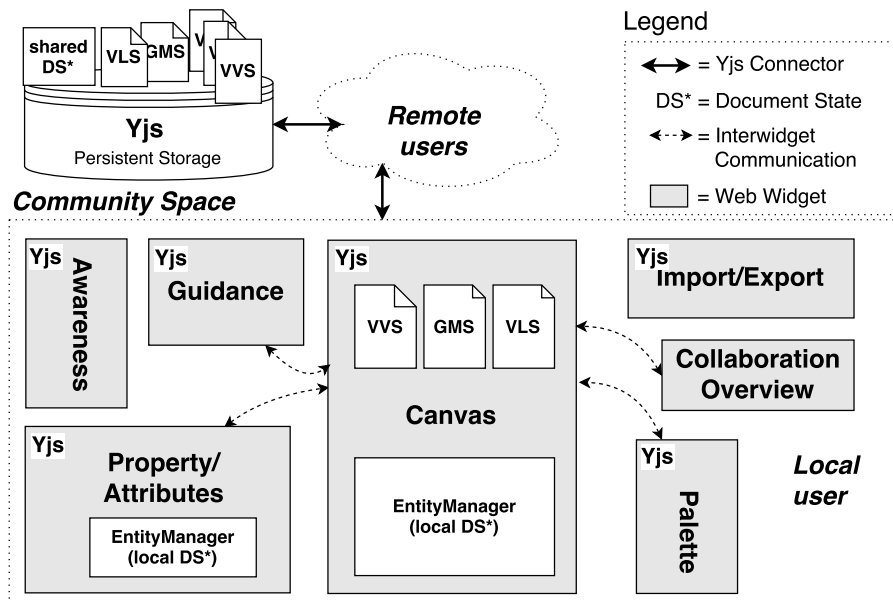 shared
DS*
VLS
GMS
V
V
VVS
Yjs
Persistent Storage
Remote
users
Legend
= Yjs Connector
DS* = Document State
= Interwidget
Communication
= Web Widget
Community Space
Yjs
Awareness
Yjs
Guidance
Yjs
VVS
GMS
VLS
Canvas
EntityManager
(local DS*)
Yjs
Import/Export
Collaboration
Overview
Yjs
Property/
Attributes
EntityManager
(local DS*)
Yjs
Palette
Local
user